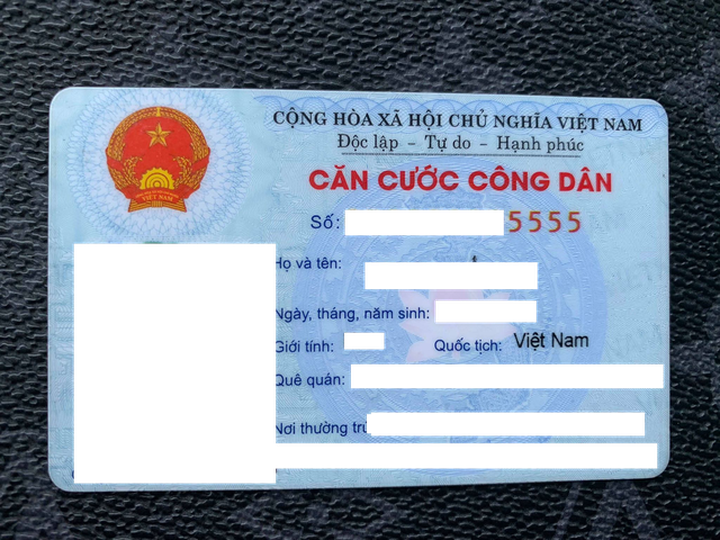 CỘNG HÒA XÃ HỘI CHỦ NGHĨA VIỆT NAM
Độc lập - Tự do - Hạnh phúc
CĂN CƯỚC CÔNG DÂN
Số: 5555
Họ và tên:
Ngày, tháng, năm sinh:
Giới tính: Quốc tịch: Việt Nam
Quê quán:
Nơi thường